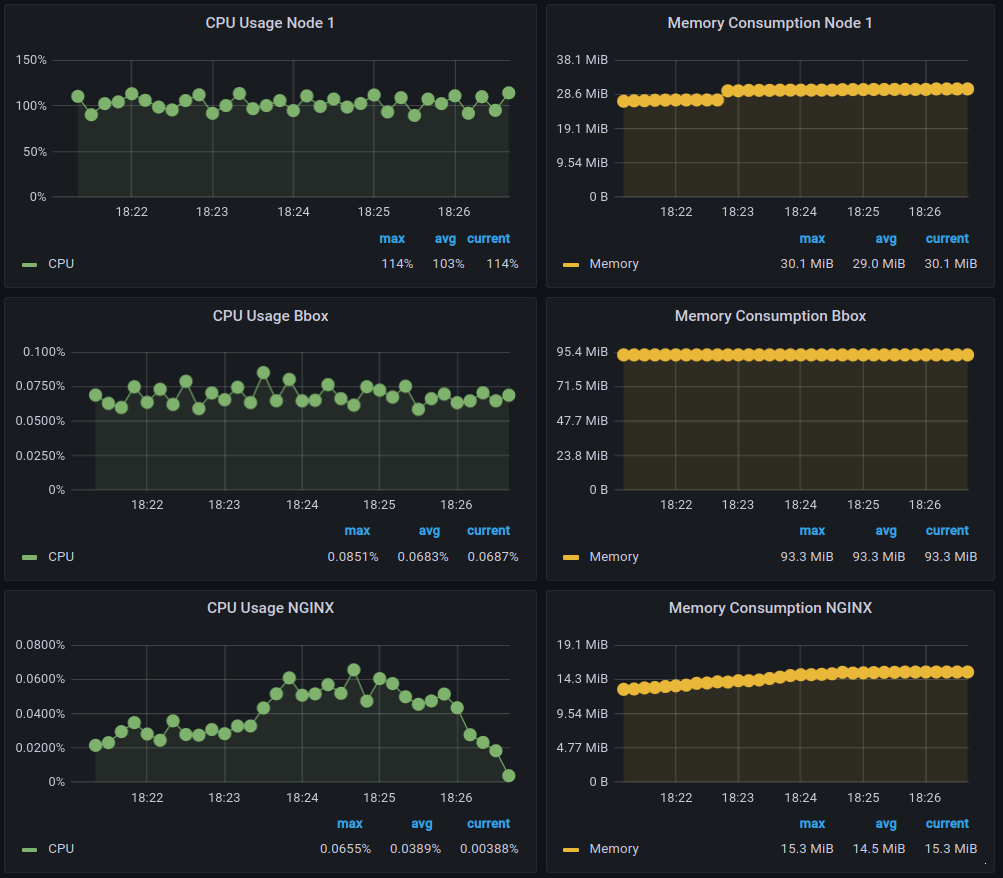 CPU Usage Node 1
150%
100%
50%
0%
18:22 18:23 18:24 18:25 18:26
max avg current
CPU 114% 103% 114%
Memory Consumption Node 1
38.1 MiB
28.6 MiB
19.1 MiB
9.54 MiB
0 B
18:22 18:23 18:24 18:25 18:26
max avg current
Memory 30.1 MiB 29.0 MiB 30.1 MiB
CPU Usage Bbox
0.100%
0.0750%
0.0500%
0.0250%
0%
18:22 18:23 18:24 18:25 18:26
max avg current
CPU 0.0851% 0.0683% 0.0687%
Memory Consumption Bbox
95.4 MiB
71.5 MiB
47.7 MiB
23.8 MiB
0 B
18:22 18:23 18:24 18:25 18:26
max avg current
Memory 93.3 MiB 93.3 MiB 93.3 MiB
CPU Usage NGINX
0.0800%
0.0600%
0.0400%
0.0200%
0%
18:22 18:23 18:24 18:25 18:26
max avg current
CPU 0.0655% 0.0389% 0.00388%
Memory Consumption NGINX
19.1 MiB
14.3 MiB
9.54 MiB
4.77 MiB
0 B
18:22 18:23 18:24 18:25 18:26
max avg current
Memory 15.3 MiB 14.5 MiB 15.3 MiB